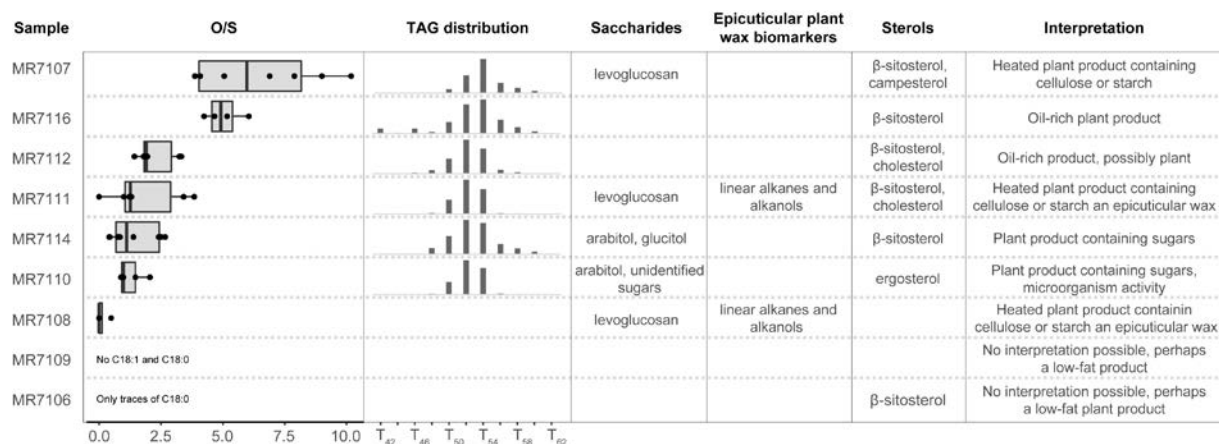 Sample O/S TAG distribution Saccharides Epicuticular plant wax biomarkers Sterols Interpretation
MR7107 levoglucosan β-sitosterol, campesterol Heated plant product containing cellulose or starch
MR7116 β-sitosterol Oil-rich plant product
MR7112 β-sitosterol, cholesterol Oil-rich product, possibly plant
MR7111 levoglucosan linear alkanes and alkanols β-sitosterol, cholesterol Heated plant product containing cellulose or starch an epicuticular wax
MR7114 arabitol, glucitol β-sitosterol Plant product containing sugars
MR7110 arabitol, unidentified sugars ergosterol Plant product containing sugars, microorganism activity
MR7108 levoglucosan linear alkanes and alkanols Heated plant product containin cellulose or starch an epicuticular wax
MR7109 No C18:1 and C18:0 No interpretation possible, perhaps a low-fat product
MR7106 Only traces of C18:0 β-sitosterol No interpretation possible, perhaps a low-fat plant product
0.0 2.5 5.0 7.5 10.0 T42 T46 T50 T54 T58 T62